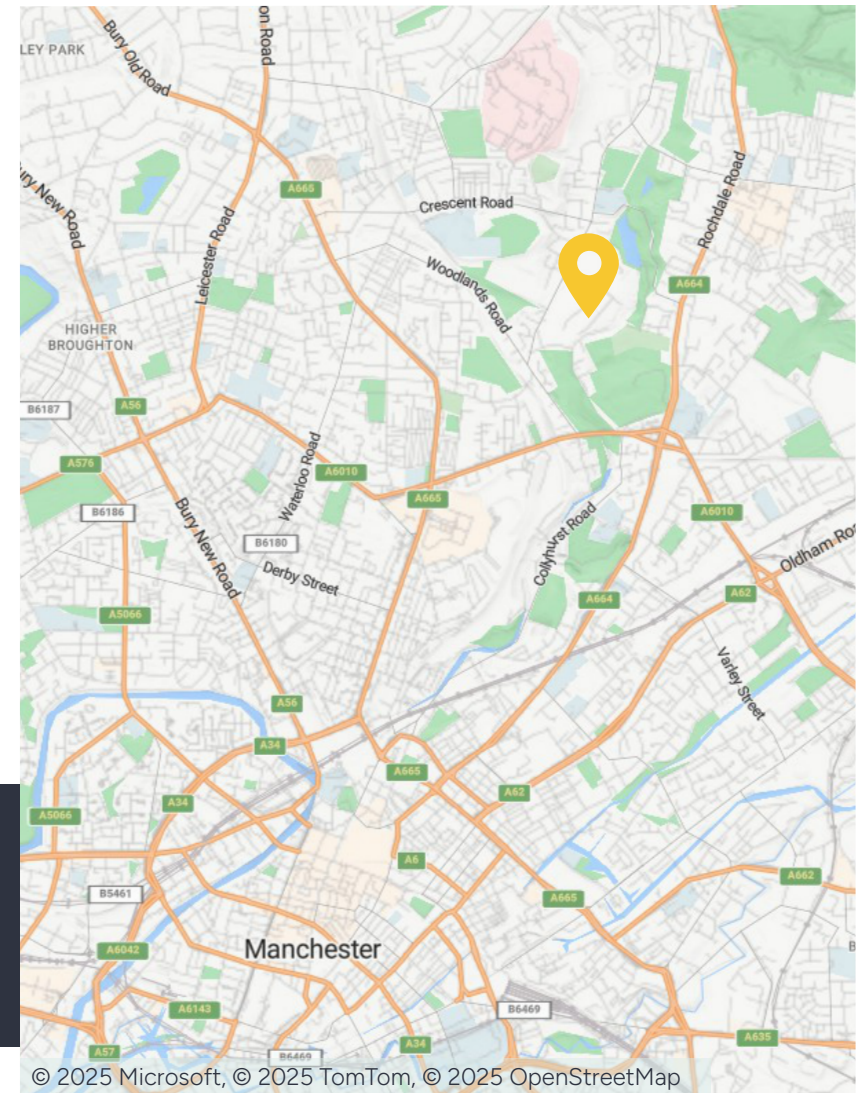 LEY PARK
Bury Old Road
on Road
A665
Crescent Road
Rochdale Road
ury New Road
Leicester Road
Woodlands Road
A664
HIGHER
BROUGHTON
B6187
A56
A576
Waterloo Road
A6010
A665
B6186
Bury New Road
A6010
B6180
Collyhurst Road
Oldham Roa
Derby Street
A664
A62
A5066
Varley Street
A56
A34
A665
A62
A34
A5066
A6
A662
B5461
A665
Manchester
A6042
B
A6143
B6469
A635
A34
A57
B6469
© 2025 Microsoft, © 2025 TomTom, © 2025 OpenStreetMap